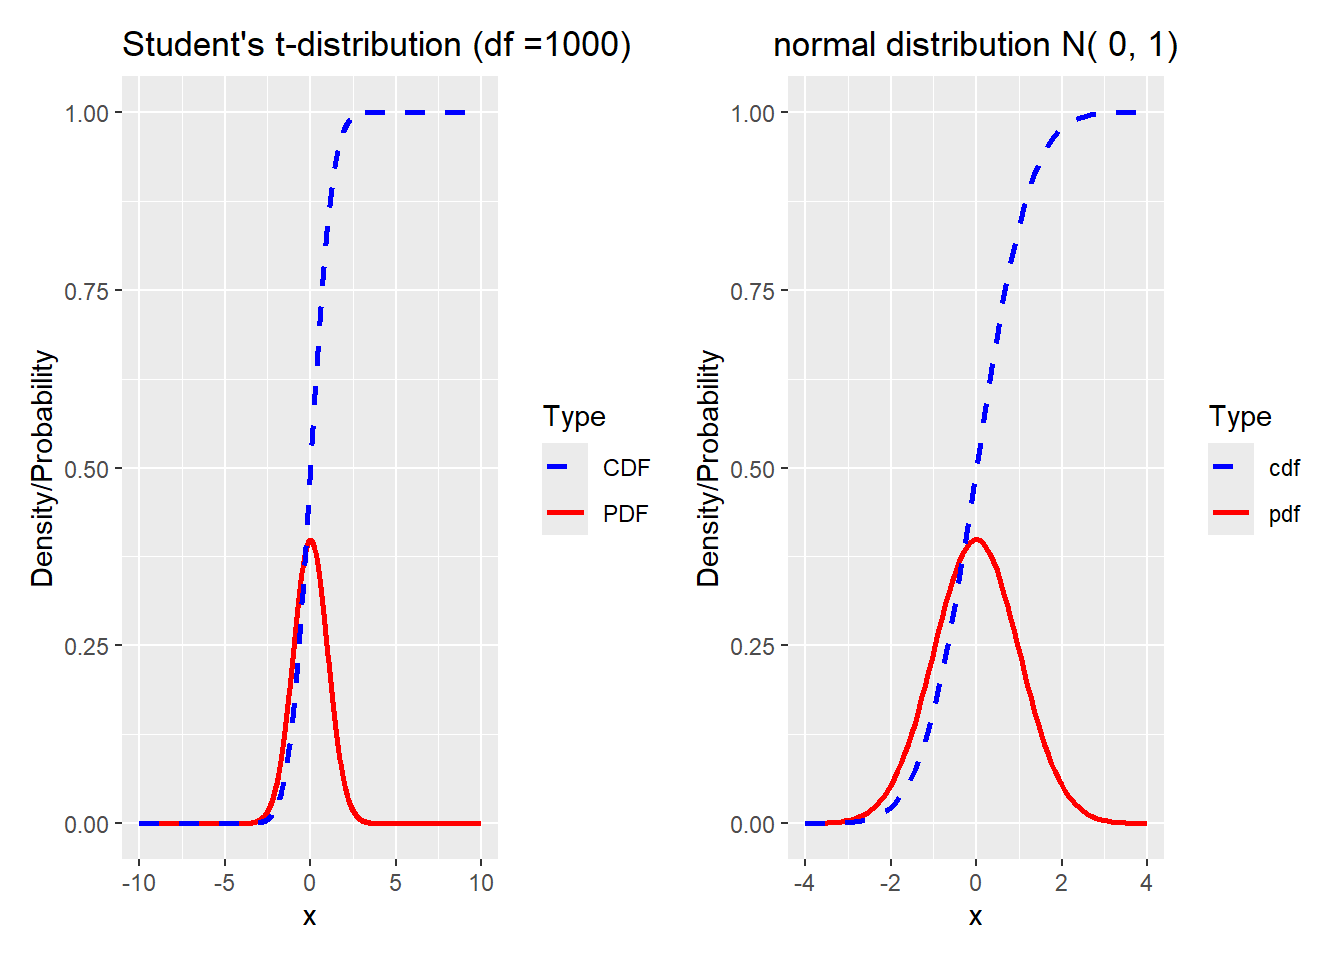 Student's t-distribution (df =1000)
1.00
0.75
0.50
0.25
0.00
Density/Probability
-10 -5 0 5 10
x
Type
CDF
PDF
normal distribution N( 0, 1)
1.00
0.75
0.50
0.25
0.00
Density/Probability
-4 -2 0 2 4
x
Type
cdf
pdf